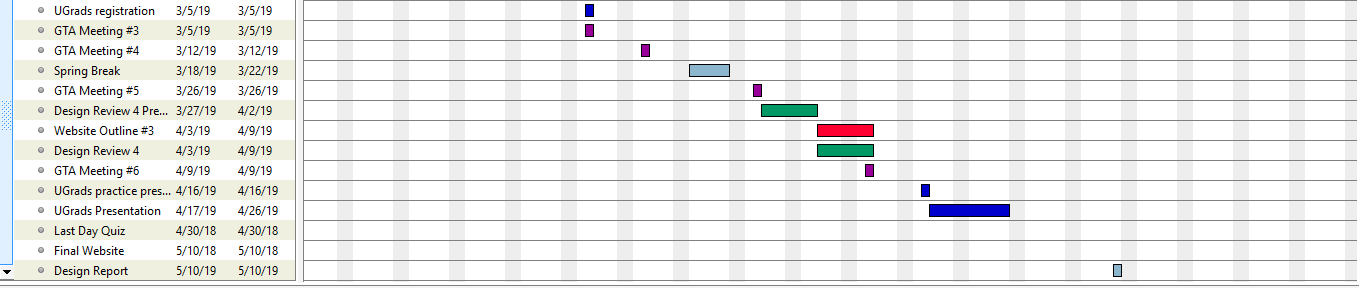 UGrads registration 3/5/19 3/5/19
GTA Meeting #3 3/5/19 3/5/19
GTA Meeting #4 3/12/19 3/12/19
Spring Break 3/18/19 3/22/19
GTA Meeting #5 3/26/19 3/26/19
Design Review 4 Pre... 3/27/19 4/2/19
Website Outline #3 4/3/19 4/9/19
Design Review 4 4/3/19 4/9/19
GTA Meeting #6 4/9/19 4/9/19
UGrads practice pres... 4/16/19 4/16/19
UGrads Presentation 4/17/19 4/26/19
Last Day Quiz 4/30/18 4/30/18
Final Website 5/10/18 5/10/18
Design Report 5/10/19 5/10/19